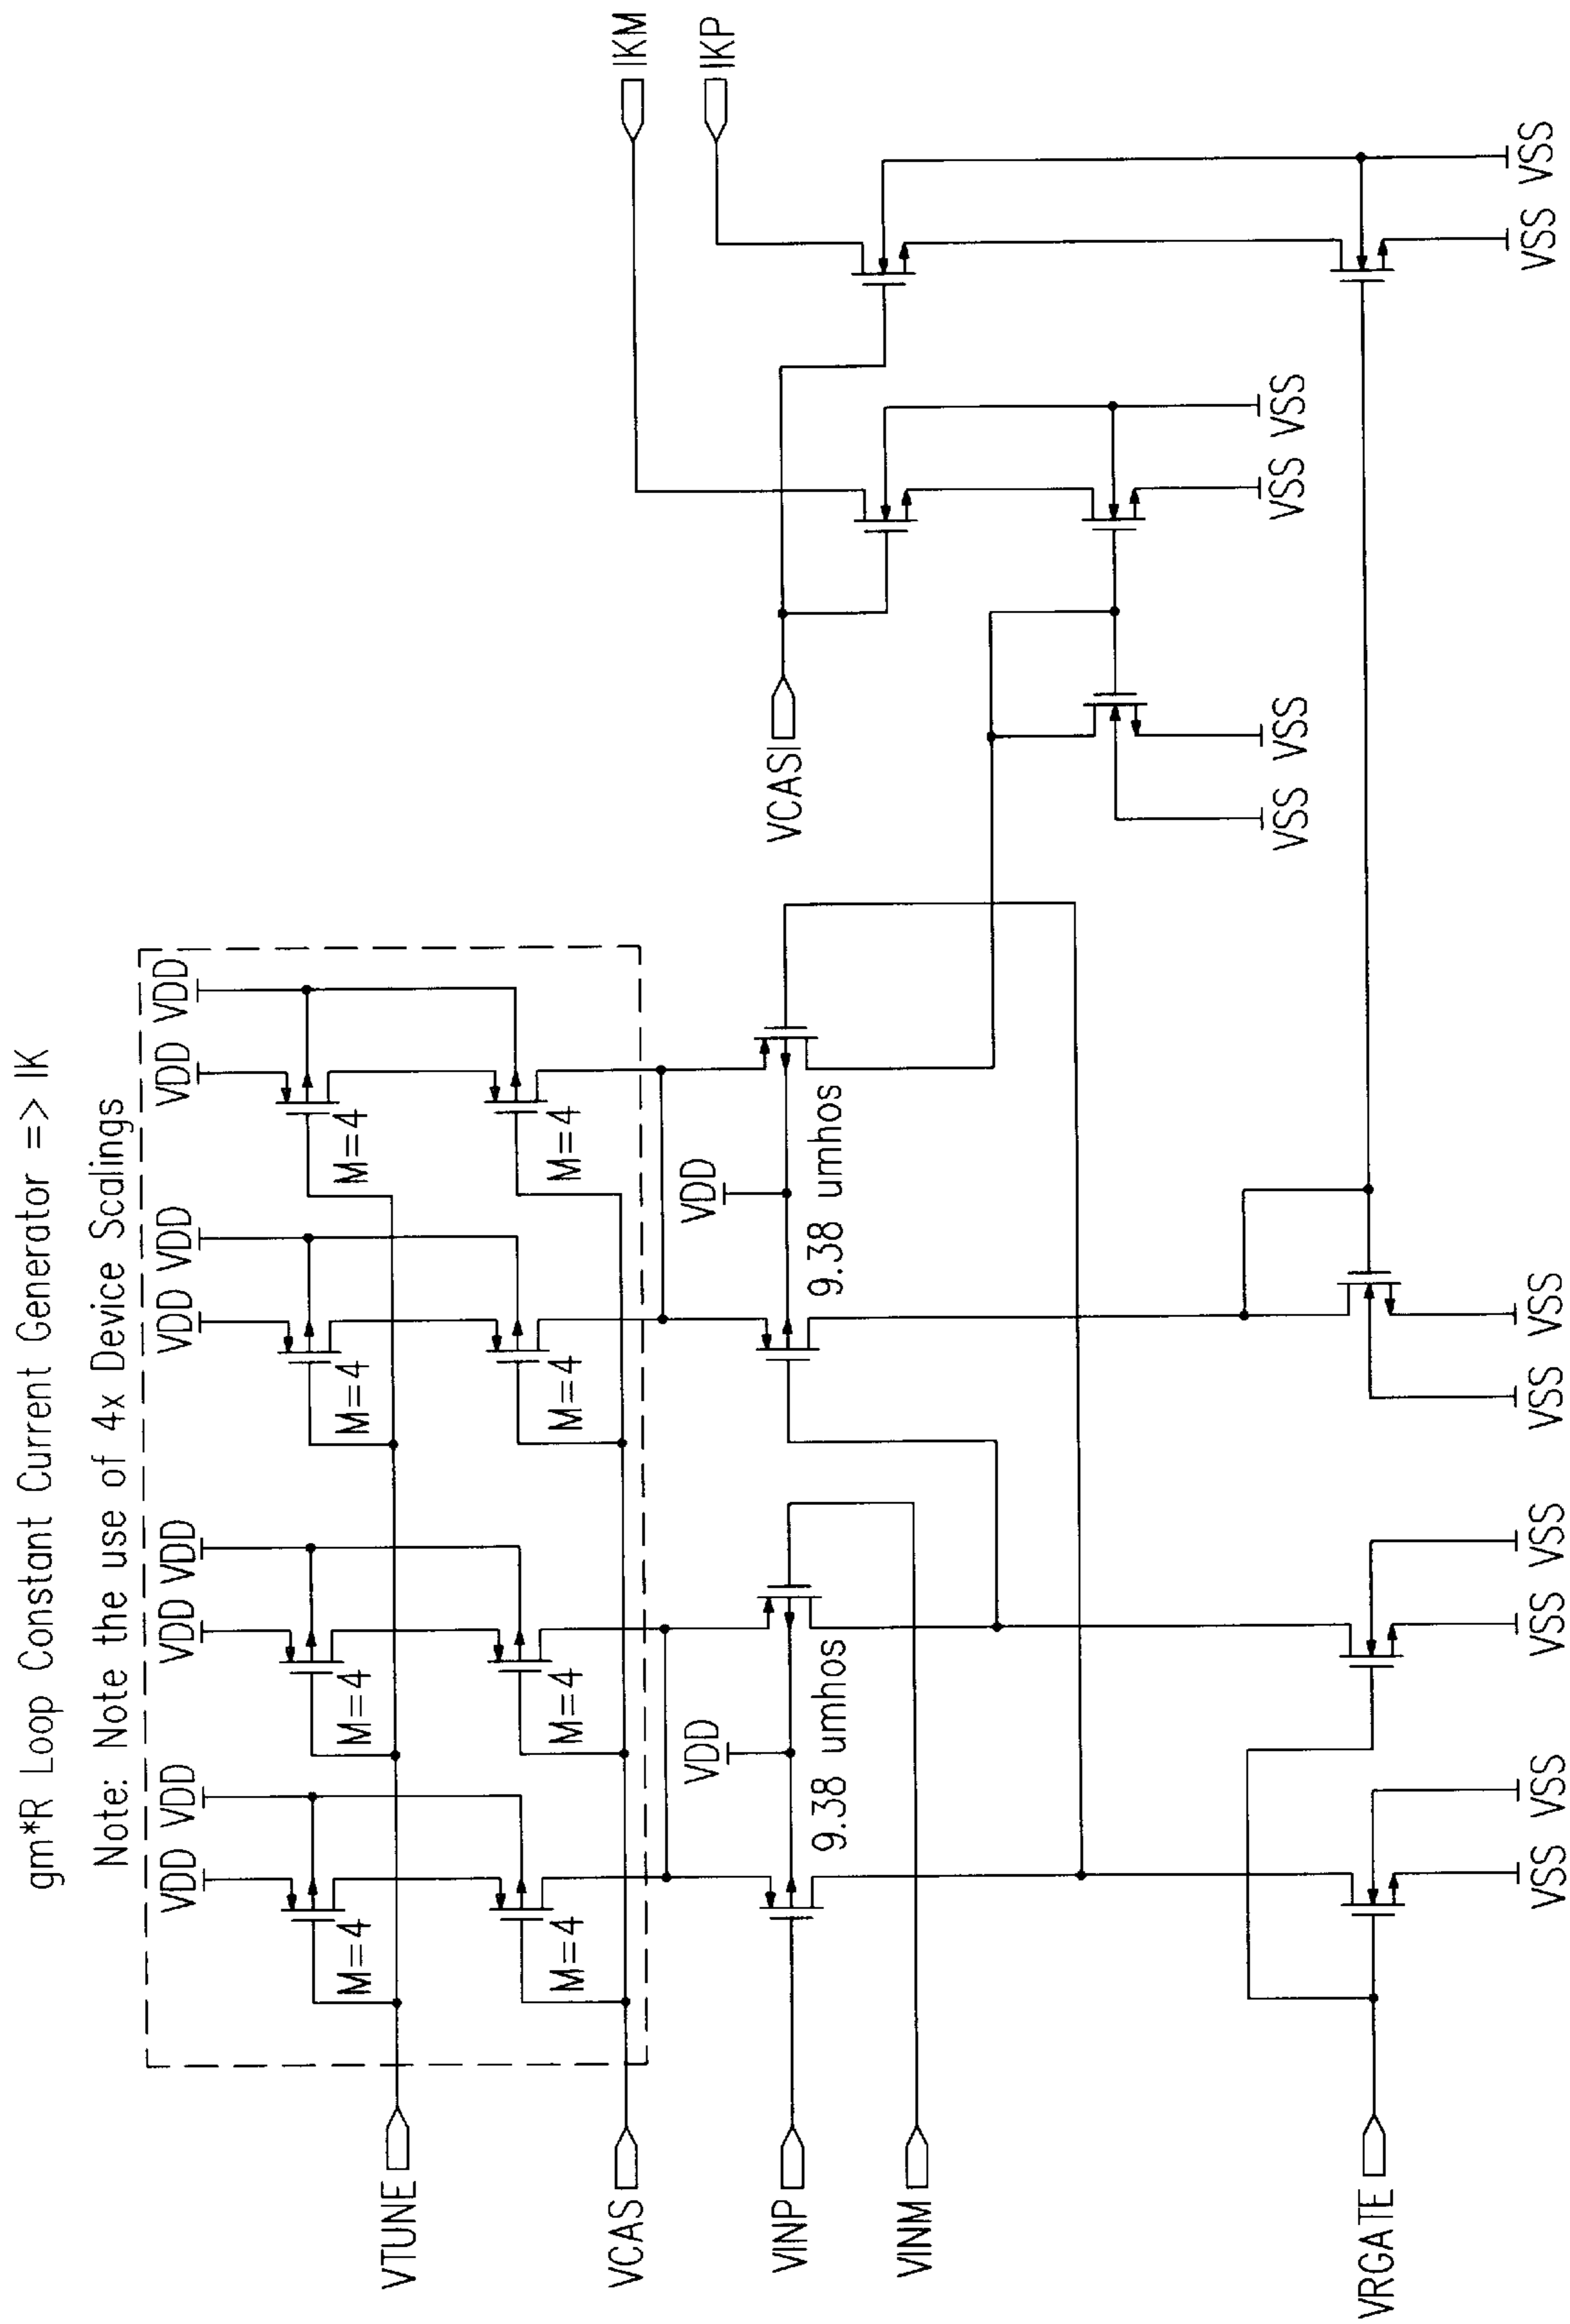 gm*R Loop Constant Current Generator => IK
Note: Note the use of 4x Device Scalings
VDD VDD
VDD VDD
VDD VDD
VDD VDD
M=4
M=4
M=4
M=4
VTUNE
M=4
M=4
M=4
M=4
VCAS
IKM
IKP
VDD
VDD
VINP
9.38 umhos
9.38 umhos
VCASI
VINM
VSS
VSS
VSS
VSS
VRGATE
VSS
VSS
VSS
VSS
VSS
VSS
VSS
VSS